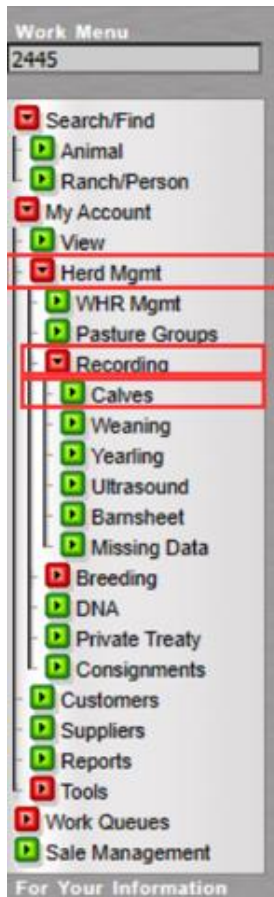 Work Menu
2445
Search/Find
Animal
Ranch/Person
My Account
View
Herd Mgmt
WHR Mgmt
Pasture Groups
Recording
Calves
Weaning
Yearling
Ultrasound
Barnsheet
Missing Data
Breeding
DNA
Private Treaty
Consignments
Customers
Suppliers
Reports
Tools
Work Queues
Sale Management
For Your Information